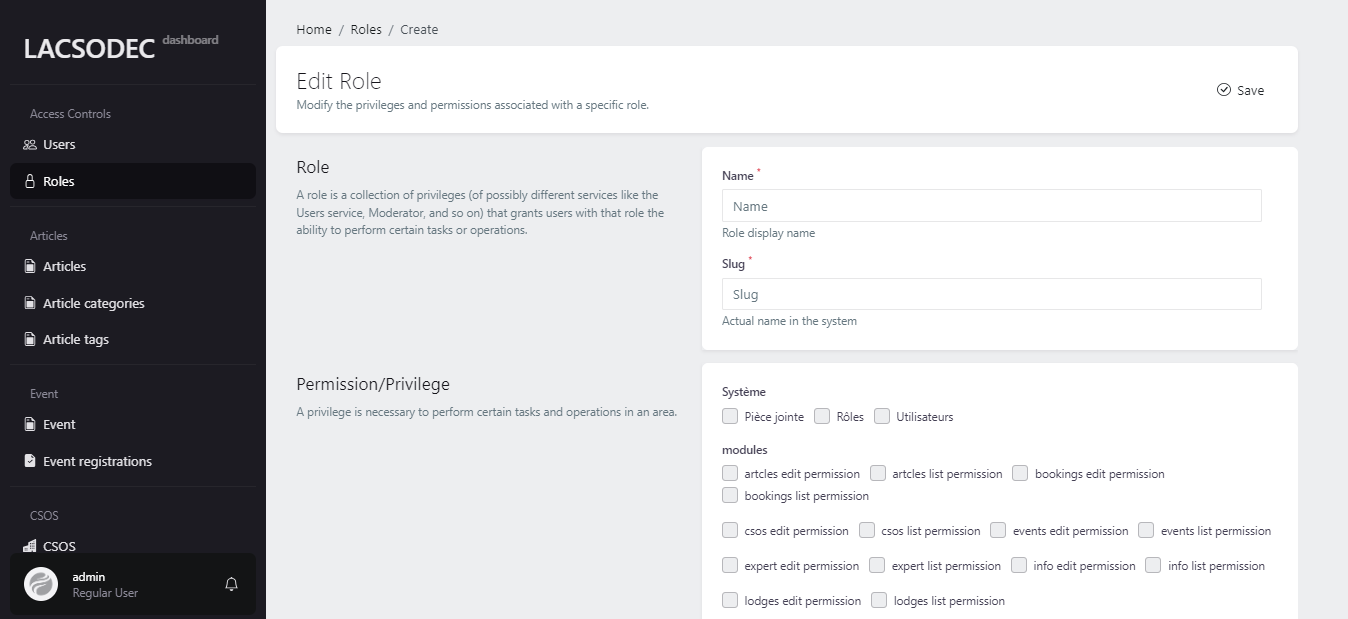 LACSODEC dashboard
Access Controls
Users
Roles
Articles
Articles
Article categories
Article tags
Event
Event
Event registrations
CSOS
CSOS
admin
Regular User
Home / Roles / Create
Edit Role
Modify the privileges and permissions associated with a specific role.
Save
Role
A role is a collection of privileges (of possibly different services like the
Users service, Moderator, and so on) that grants users with that role the
ability to perform certain tasks or operations.
Name *
Name
Role display name
Slug *
Slug
Actual name in the system
Permission/Privilege
A privilege is necessary to perform certain tasks and operations in an area.
Système
Pièce jointe Rôles Utilisateurs
modules
artcles edit permission artcles list permission bookings edit permission
bookings list permission
csos edit permission csos list permission events edit permission events list permission
expert edit permission expert list permission info edit permission info list permission
lodges edit permission lodges list permission